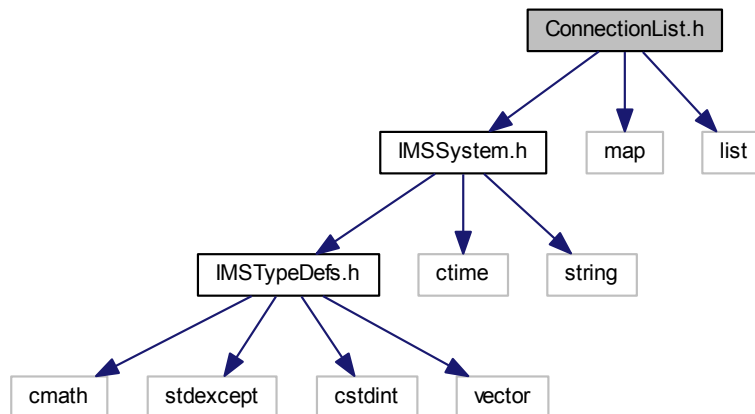 ConnectionList.h
IMSSystem.h
map
list
IMSTypeDefs.h
ctime
string
cmath
stdexcept
cstdint
vector